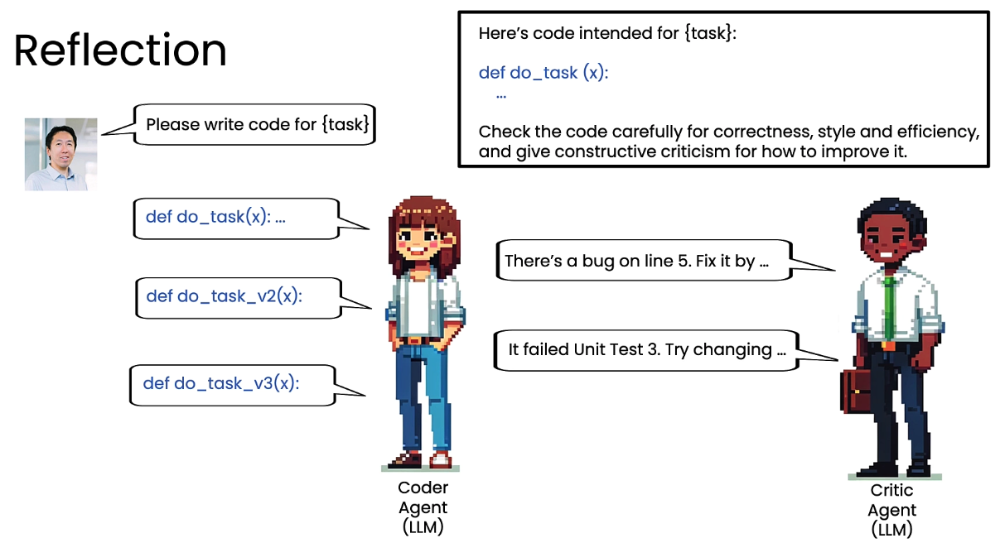 Reflection
Here's code intended for {task}:
def do_task (x):
...
Check the code carefully for correctness, style and efficiency,
and give constructive criticism for how to improve it.
Please write code for {task}
def do_task(x): ...
There's a bug on line 5. Fix it by ...
def do_task_v2(x):
It failed Unit Test 3. Try changing ...
def do_task_v3(x):
Coder
Agent
(LLM)
Critic
Agent
(LLM)